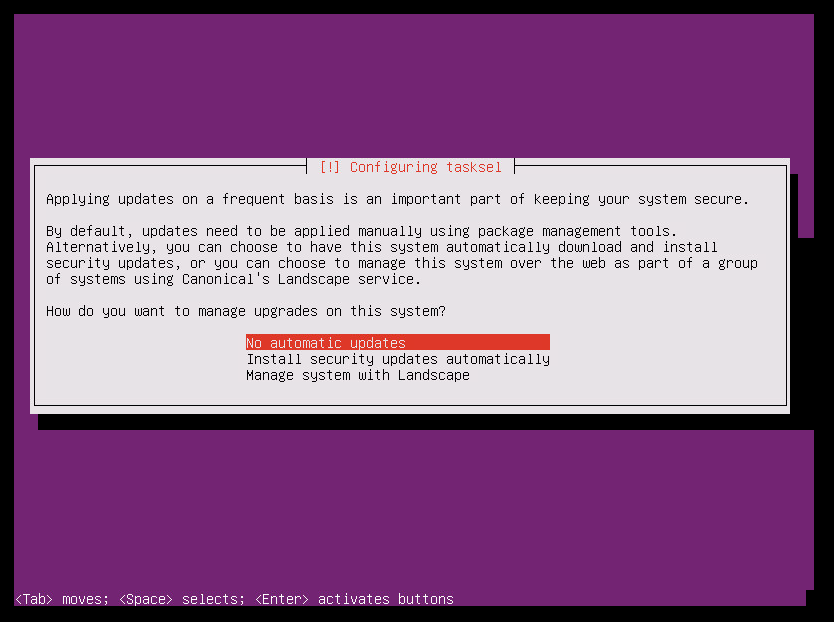 [!] Configuring tasksel
Applying updates on a frequent basis is an important part of keeping your system secure.
By default, updates need to be applied manually using package management tools.
Alternatively, you can choose to have this system automatically download and install
security updates, or you can choose to manage this system over the web as part of a group
of systems using Canonical's Landscape service.
How do you want to manage upgrades on this system?
No automatic updates
Install security updates automatically
Manage system with Landscape
<Tab> moves; <Space> selects; <Enter> activates buttons